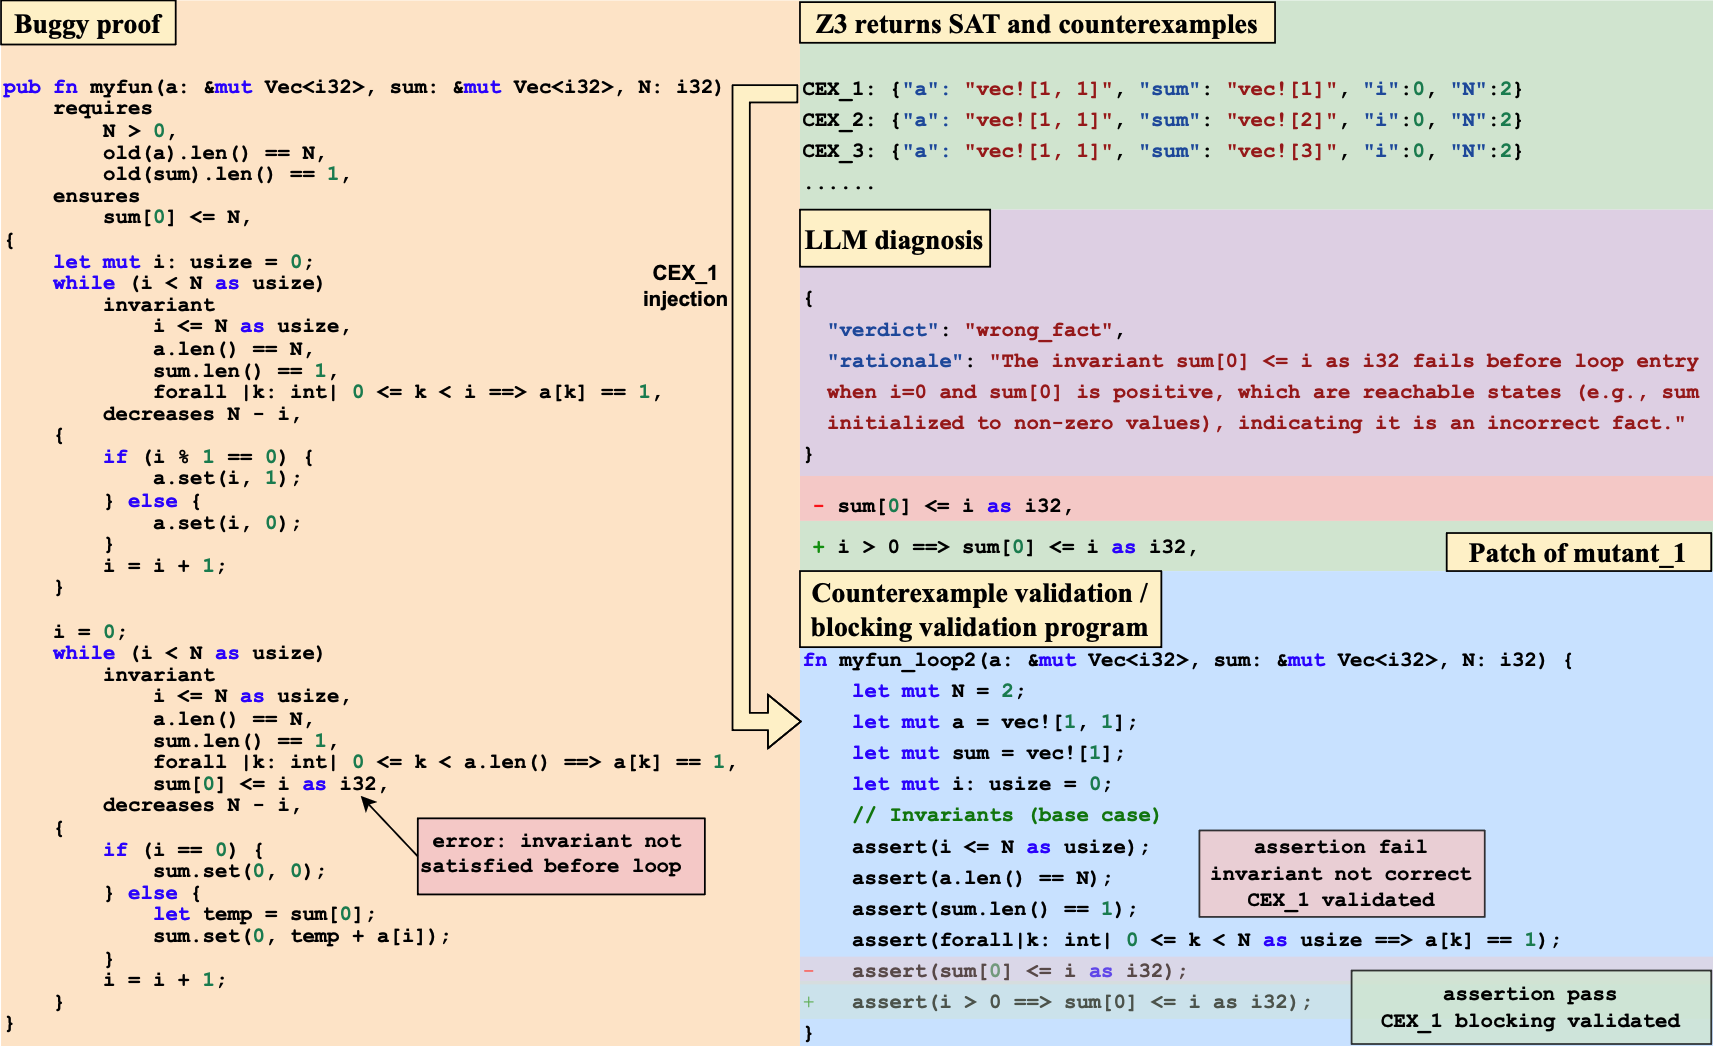 Buggy proof
pub fn myfun(a: &mut Vec<i32>, sum: &mut Vec<i32>, N: i32)
    requires
        N > 0,
        old(a).len() == N,
        old(sum).len() == 1,
    ensures
        sum[0] <= N,
{
    let mut i: usize = 0;
    while (i < N as usize)
        invariant
            i <= N as usize,
            a.len() == N,
            sum.len() == 1,
            forall |k: int| 0 <= k < i ==> a[k] == 1,
        decreases N - i,
    {
        if (i % 1 == 0) {
            a.set(i, 1);
        } else {
            a.set(i, 0);
        }
        i = i + 1;
    }
    i = 0;
    while (i < N as usize)
        invariant
            i <= N as usize,
            a.len() == N,
            sum.len() == 1,
            forall |k: int| 0 <= k < a.len() ==> a[k] == 1,
            sum[0] <= i as i32,
        decreases N - i,
    {
        if (i == 0) {
            sum.set(0, 0);
        } else {
            let temp = sum[0];
            sum.set(0, temp + a[i]);
        }
        i = i + 1;
    }
}
error: invariant not
satisfied before loop
CEX_1
injection
Z3 returns SAT and counterexamples
CEX_1: {"a": "vec![1, 1]", "sum": "vec![1]", "i":0, "N":2}
CEX_2: {"a": "vec![1, 1]", "sum": "vec![2]", "i":0, "N":2}
CEX_3: {"a": "vec![1, 1]", "sum": "vec![3]", "i":0, "N":2}
......
LLM diagnosis
{
  "verdict": "wrong_fact",
  "rationale": "The invariant sum[0] <= i as i32 fails before loop entry
  when i=0 and sum[0] is positive, which are reachable states (e.g., sum
  initialized to non-zero values), indicating it is an incorrect fact."
}
- sum[0] <= i as i32,
+ i > 0 ==> sum[0] <= i as i32,
Patch of mutant_1
Counterexample validation /
blocking validation program
fn myfun_loop2(a: &mut Vec<i32>, sum: &mut Vec<i32>, N: i32) {
    let mut N = 2;
    let mut a = vec![1, 1];
    let mut sum = vec![1];
    let mut i: usize = 0;
    // Invariants (base case)
    assert(i <= N as usize);
    assert(a.len() == N);
    assert(sum.len() == 1);
    assert(forall|k: int| 0 <= k < N as usize ==> a[k] == 1);
-   assert(sum[0] <= i as i32);
+   assert(i > 0 ==> sum[0] <= i as i32);
}
assertion fail
invariant not correct
CEX_1 validated
assertion pass
CEX_1 blocking validated